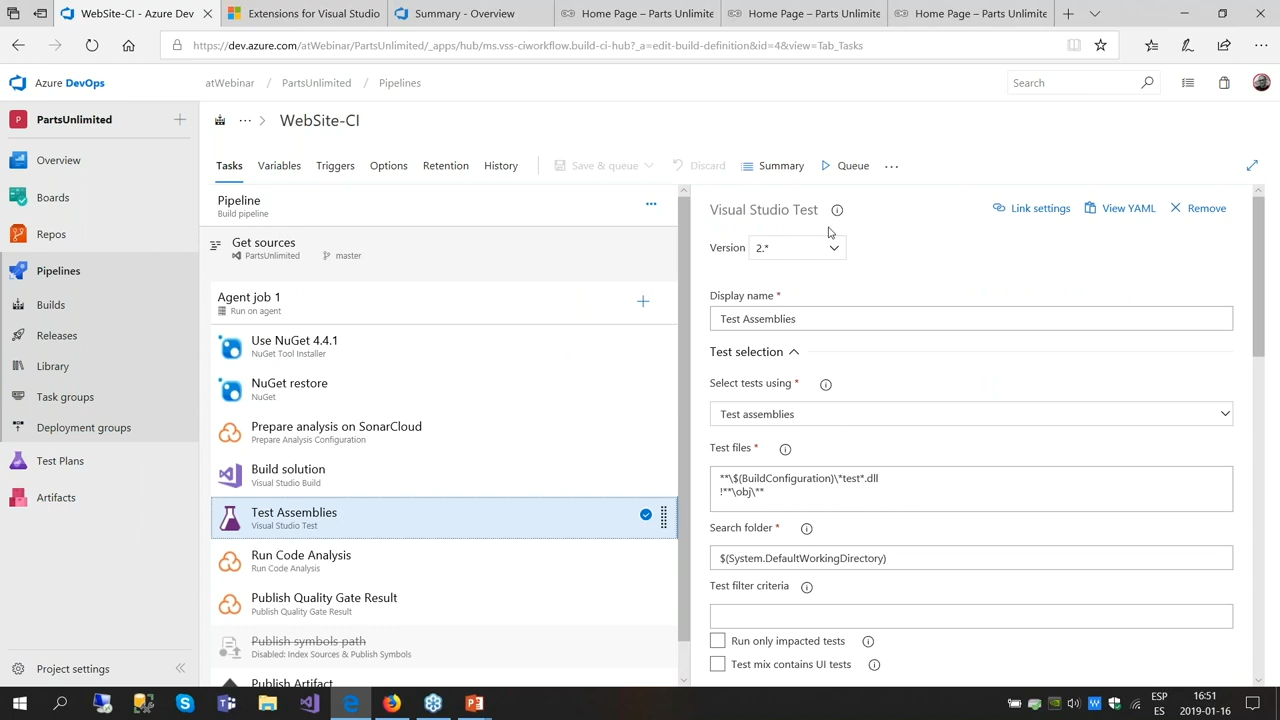 WebSite-CI - Azure Dev
Extensions for Visual Studio
Summary - Overview
Home Page – Parts Unlimited
Home Page – Parts Unlimited
Home Page – Parts Unlimited
https://dev.azure.com/atWebinar/PartsUnlimited/_apps/hub/ms.vss-ciworkflow.build-ci-hub?_a=edit-build-definition&id=4&view=Tab_Tasks
Azure DevOps
atWebinar / PartsUnlimited / Pipelines
Search
P PartsUnlimited
Overview
Boards
Repos
Pipelines
Builds
Releases
Library
Task groups
Deployment groups
Test Plans
Artifacts
Project settings
WebSite-CI
Tasks Variables Triggers Options Retention History
Save & queue Discard Summary Queue
Pipeline
Build pipeline
Get sources
PartsUnlimited master
Agent job 1
Run on agent
Use NuGet 4.4.1
NuGet Tool Installer
NuGet restore
NuGet
Prepare analysis on SonarCloud
Prepare Analysis Configuration
Build solution
Visual Studio Build
Test Assemblies
Visual Studio Test
Run Code Analysis
Run Code Analysis
Publish Quality Gate Result
Publish Quality Gate Result
Publish symbols path
Disabled: Index Sources & Publish Symbols
Publish Artifact
Visual Studio Test
Link settings View YAML Remove
Version 2.*
Display name *
Test Assemblies
Test selection
Select tests using *
Test assemblies
Test files *
**\$(BuildConfiguration)\*test*.dll
!**\obj\**
Search folder *
$(System.DefaultWorkingDirectory)
Test filter criteria
Run only impacted tests
Test mix contains UI tests
ESP 16:51
ES 2019-01-16